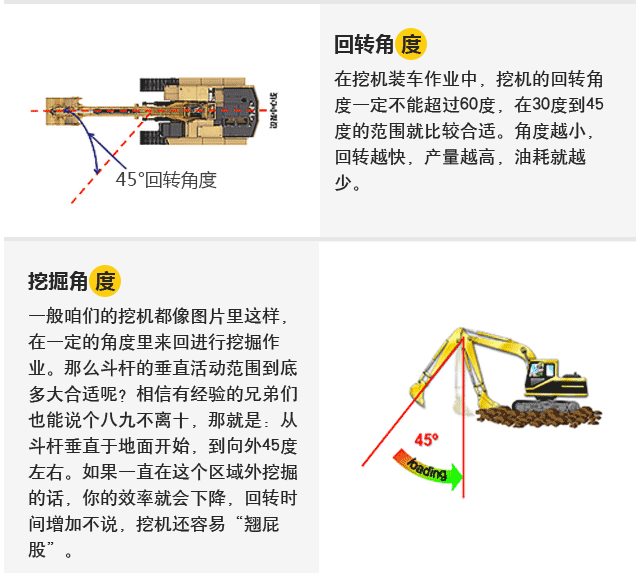 回转角度
在挖机装车作业中，挖机的回转角
度一定不能超过60度，在30度到45
度的范围就比较合适。角度越小，
回转越快，产量越高，油耗就越
少。
45°回转角度
挖掘角度
一般咱们的挖机都像图片里这样，
在一定的角度里来回进行挖掘作
业。那么斗杆的垂直活动范围到底
多大合适呢？相信有经验的兄弟们
也能说个八九不离十，那就是：从
斗杆垂直于地面开始，到向外45度
左右。如果一直在这个区域外挖掘
的话，你的效率就会下降，回转时
间增加不说，挖机还容易“翘屁
股”。
45°
loading